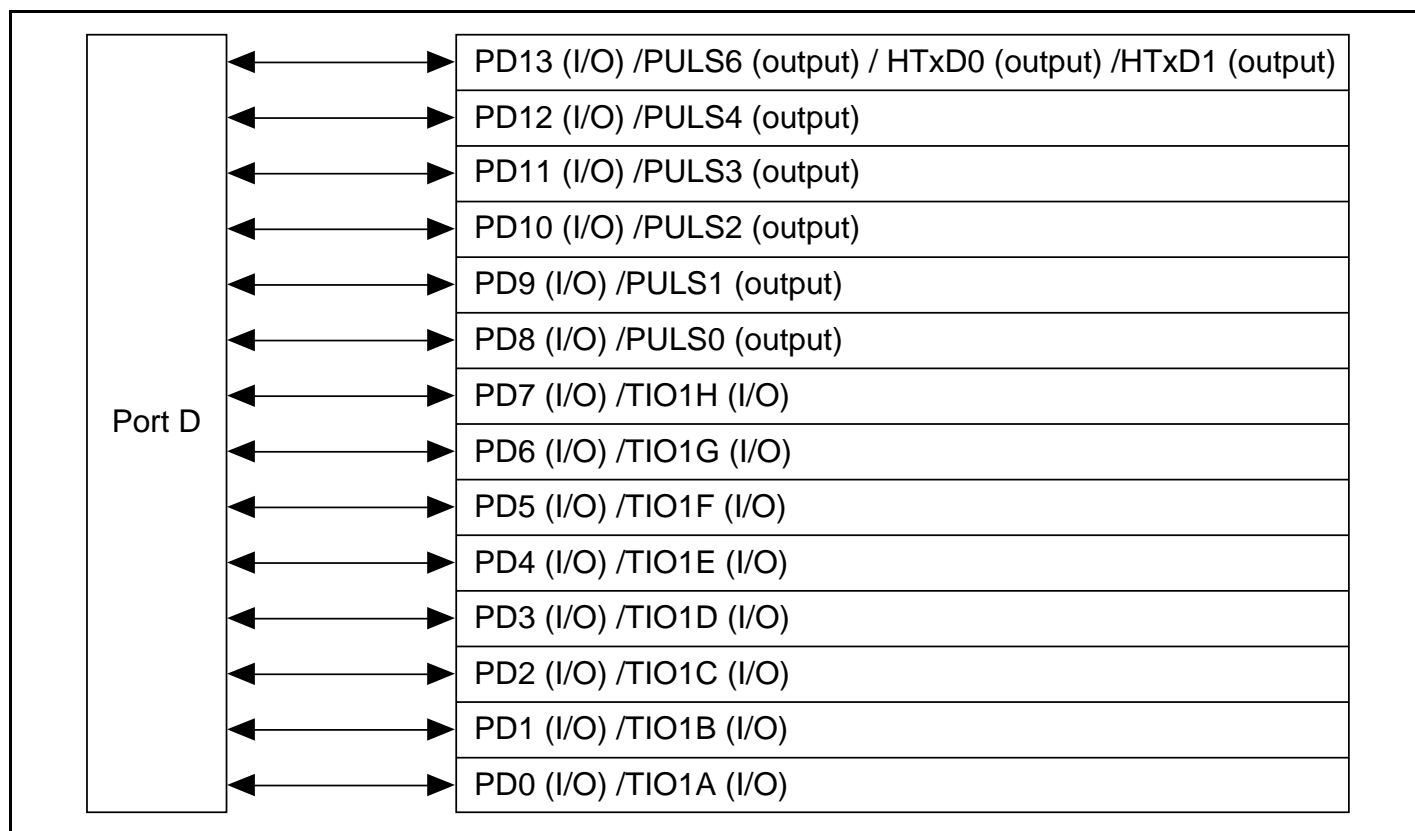 PD13 (I/O) /PULS6 (output) / HTxD0 (output) /HTxD1 (output)
PD12 (I/O) /PULS4 (output)
PD11 (I/O) /PULS3 (output)
PD10 (I/O) /PULS2 (output)
PD9 (I/O) /PULS1 (output)
PD8 (I/O) /PULS0 (output)
PD7 (I/O) /TIO1H (I/O)
Port D
PD6 (I/O) /TIO1G (I/O)
PD5 (I/O) /TIO1F (I/O)
PD4 (I/O) /TIO1E (I/O)
PD3 (I/O) /TIO1D (I/O)
PD2 (I/O) /TIO1C (I/O)
PD1 (I/O) /TIO1B (I/O)
PD0 (I/O) /TIO1A (I/O)